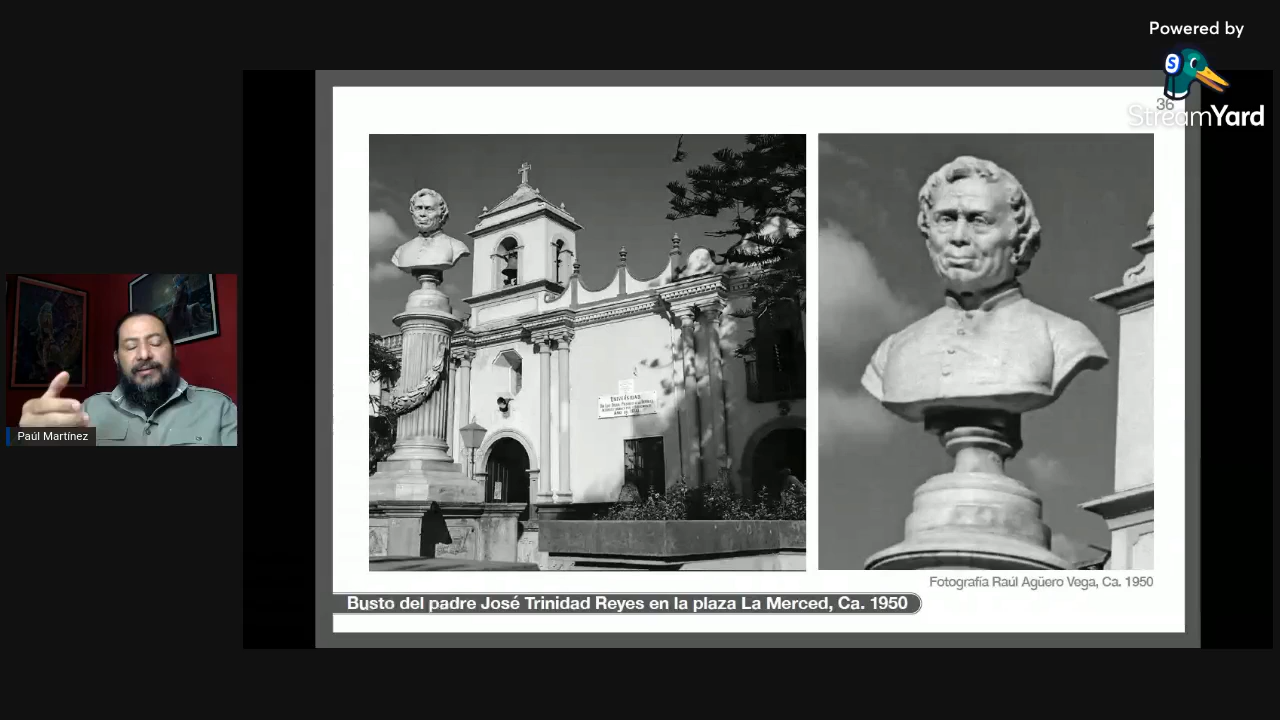 Powered by
StreamYard
36
Paúl Martínez
UNIVERSIDAD
Fotografía Raúl Agüero Vega, Ca. 1950
Busto del padre José Trinidad Reyes en la plaza La Merced, Ca. 1950